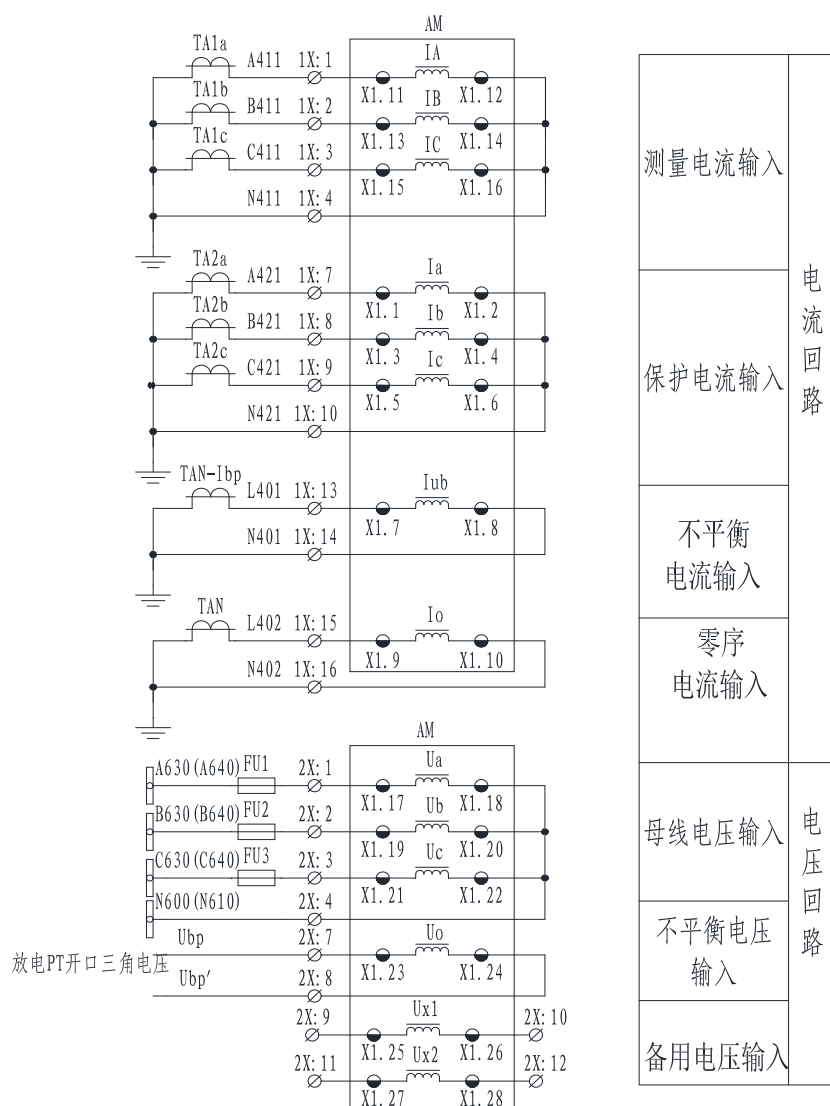 AM
TA1a A411 1X:1 IA
X1.11 X1.12
TA1b B411 1X:2 IB
X1.13 X1.14
TA1c C411 1X:3 IC
X1.15 X1.16
N411 1X:4
测量电流输入
TA2a A421 1X:7 Ia
X1.1 X1.2
TA2b B421 1X:8 Ib
X1.3 X1.4
TA2c C421 1X:9 Ic
X1.5 X1.6
N421 1X:10
保护电流输入
电流回路
TAN-Ibp L401 1X:13 Iub
X1.7 X1.8
N401 1X:14
不平衡
电流输入
TAN L402 1X:15 Io
X1.9 X1.10
N402 1X:16
零序
电流输入
AM
A630(A640) FU1 2X:1 Ua
X1.17 X1.18
B630(B640) FU2 2X:2 Ub
X1.19 X1.20
C630(C640) FU3 2X:3 Uc
X1.21 X1.22
N600(N610) 2X:4
母线电压输入
电压回路
Ubp 2X:7 Uo
X1.23 X1.24
放电PT开口三角电压
Ubp' 2X:8
不平衡电压
输入
2X:9 Ux1 2X:10
X1.25 X1.26
2X:11 Ux2 2X:12
X1.27 X1.28
备用电压输入